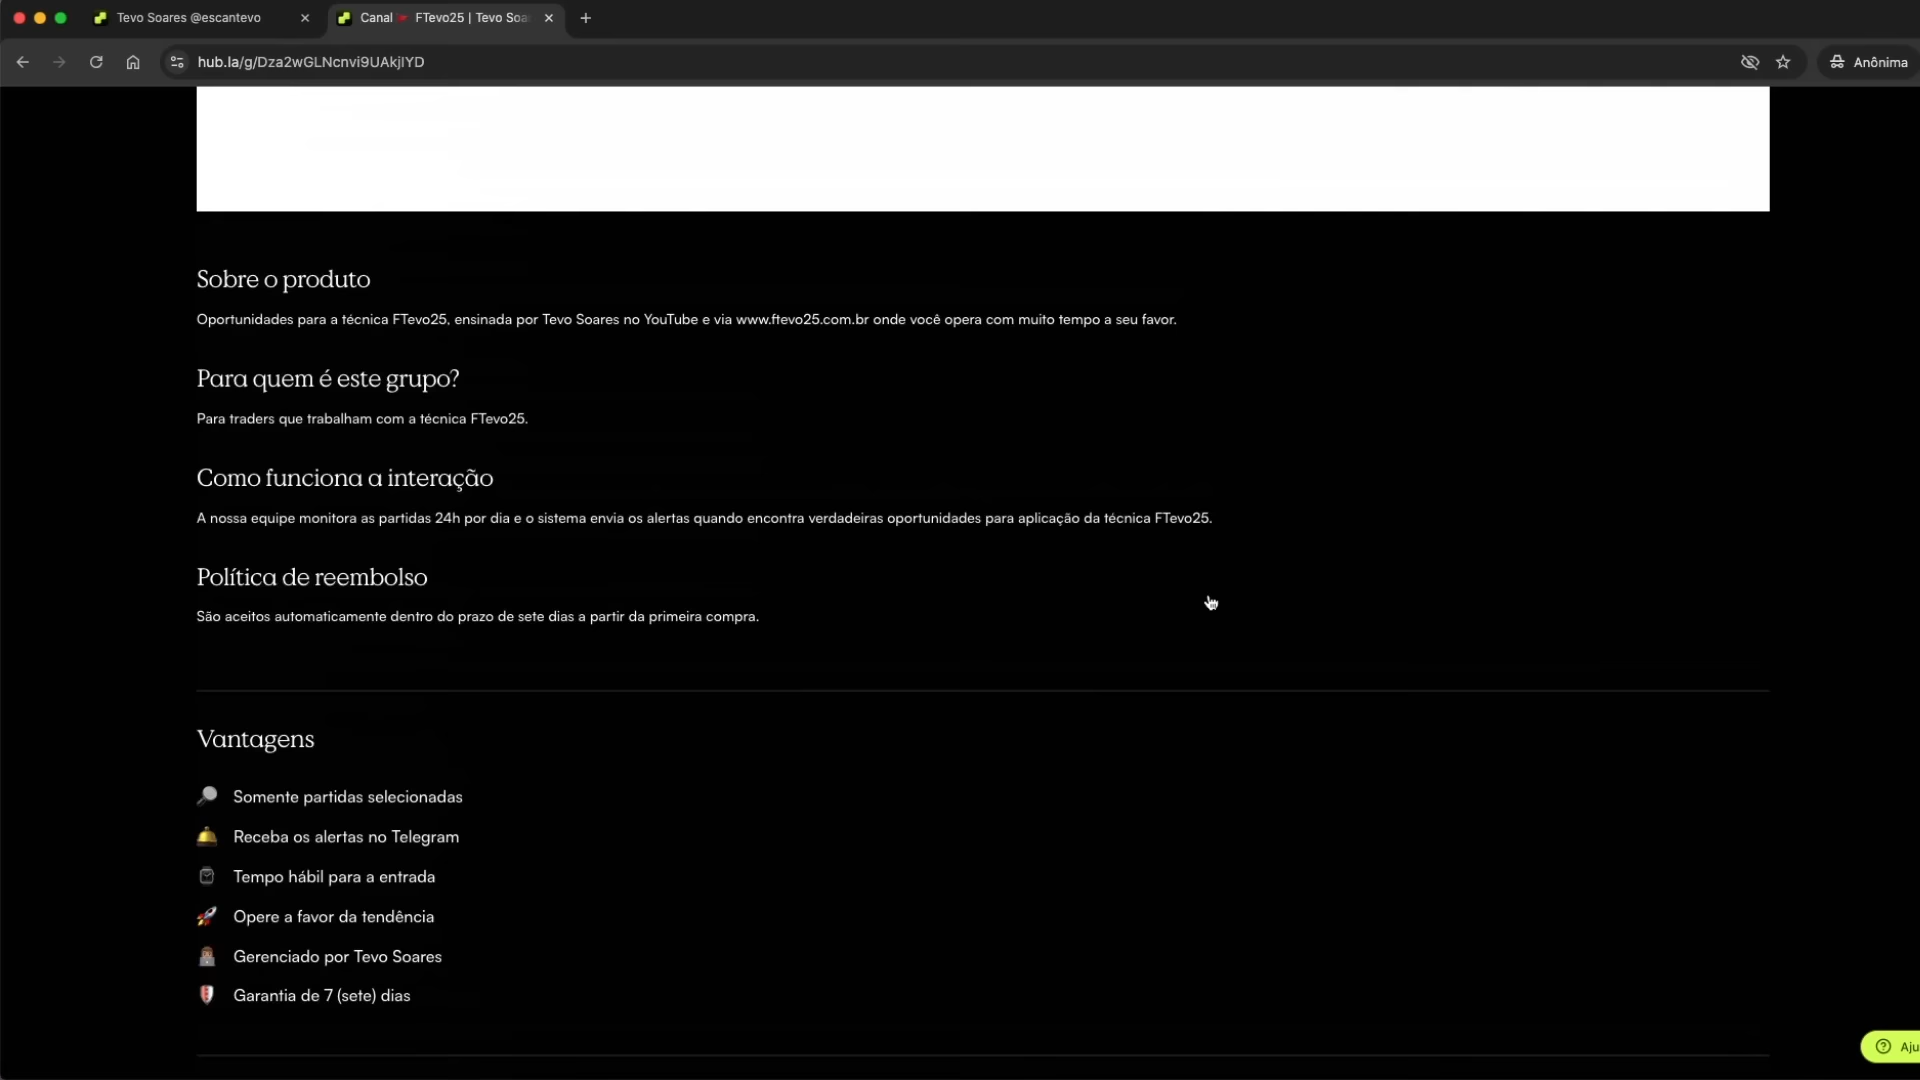 Tevo Soares @escantevo
Canal FTevo25 | Tevo Soa
hub.la/g/Dza2wGLNcnvi9UAkjIYD
Anônima
Sobre o produto
Oportunidades para a técnica FTevo25, ensinada por Tevo Soares no YouTube e via www.ftevo25.com.br onde você opera com muito tempo a seu favor.
Para quem é este grupo?
Para traders que trabalham com a técnica FTevo25.
Como funciona a interação
A nossa equipe monitora as partidas 24h por dia e o sistema envia os alertas quando encontra verdadeiras oportunidades para aplicação da técnica FTevo25.
Política de reembolso
São aceitos automaticamente dentro do prazo de sete dias a partir da primeira compra.
Vantagens
Somente partidas selecionadas
Receba os alertas no Telegram
Tempo hábil para a entrada
Opere a favor da tendência
Gerenciado por Tevo Soares
Garantia de 7 (sete) dias
Aju